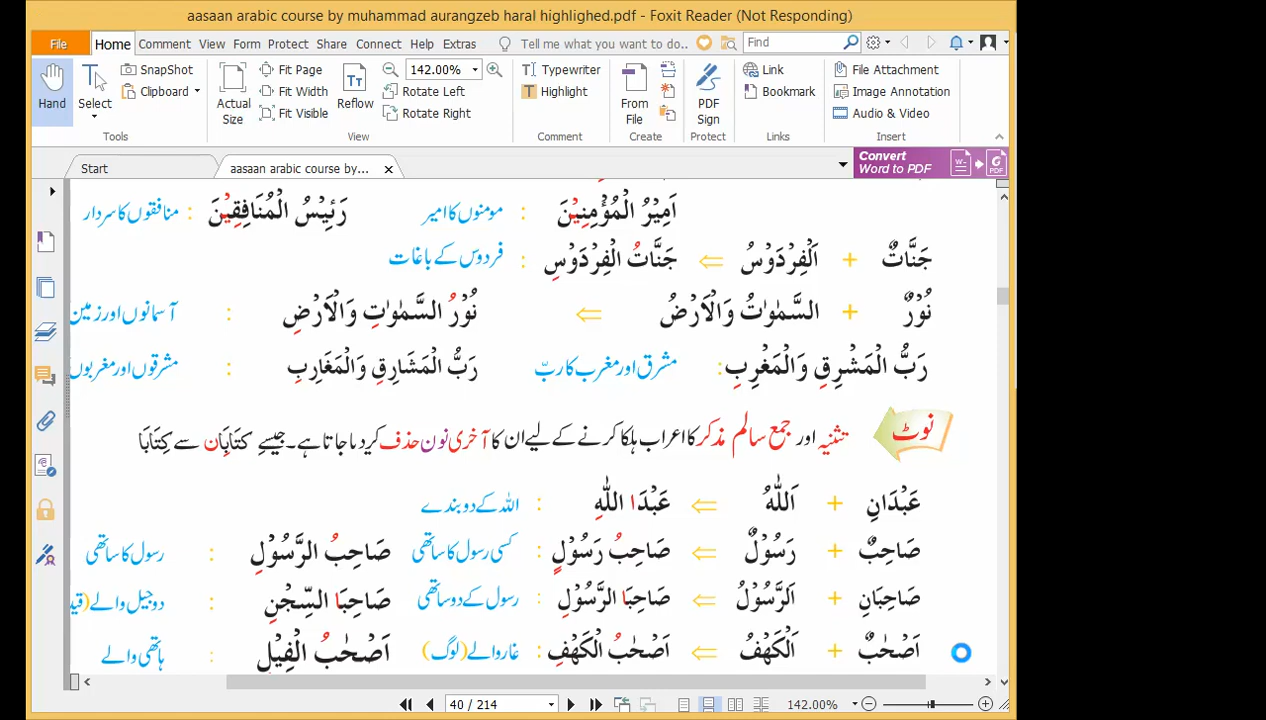 aasaan arabic course by muhammad aurangzeb haral highlighed.pdf - Foxit Reader (Not Responding)
File Home Comment View Form Protect Share Connect Help Extras Tell me what you want to do.. Find
Hand Select SnapShot Clipboard Actual Size Fit Page Fit Width Fit Visible Reflow 142.00% Rotate Left Rotate Right Typewriter Highlight From File PDF Sign Link Bookmark File Attachment Image Annotation Audio & Video
Tools View Comment Create Protect Links Insert
Start aasaan arabic course by... Convert Word to PDF
اَمِيْرُ الْمُؤْمِنِيْنَ : مومنوں کا امیر رَئِيْسُ الْمُنَافِقِيْنَ : منافقوں کا سردار
جَنَّاتٌ + اَلْفِرْدَوْسُ ⇐ جَنَّاتُ الْفِرْدَوْسِ : فردوس کے باغات
نُوْرٌ + السَّمٰوٰتُ وَالْاَرْضُ ⇐ نُوْرُ السَّمٰوٰتِ وَالْاَرْضِ : آسمانوں اور زمین
رَبُّ الْمَشْرِقِ وَالْمَغْرِبِ : مشرق اور مغرب کا ربّ رَبُّ الْمَشَارِقِ وَالْمَغَارِبِ : مشرقوں اور مغربوں
نوٹ تثنیہ اور جمع سالم مذکر کا اعراب ہلکا کرنے کے لیے ان کا آخری نون حذف کر دیا جاتا ہے۔ جیسے كِتَابَانِ سے كِتَابَا
عَبْدَانِ + اَللّٰهُ ⇐ عَبْدَا اللّٰهِ : اللہ کے دو بندے
صَاحِبٌ + رَسُوْلٌ ⇐ صَاحِبُ رَسُوْلٍ : کسی رسول کا ساتھی صَاحِبُ الرَّسُوْلِ : رسول کا ساتھی
صَاحِبَانِ + اَلرَّسُوْلُ ⇐ صَاحِبَا الرَّسُوْلِ : رسول کے دو ساتھی صَاحِبَا السِّجْنِ : دو جیل والے
اَصْحٰبٌ + اَلْكَهْفُ ⇐ اَصْحٰبُ الْكَهْفِ : غار والے (لوگ) اَصْحٰبُ الْفِيْلِ : ہاتھی والے
40 / 214 142.00%